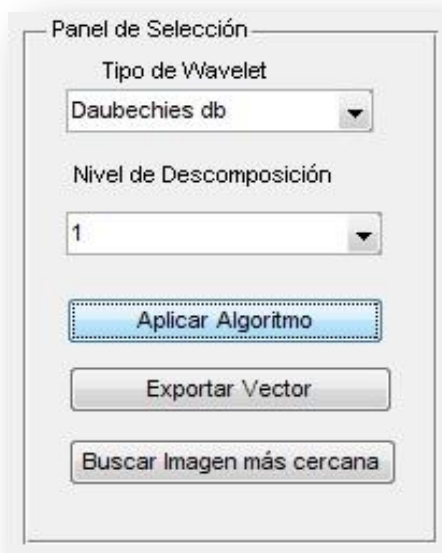 Panel de Selección
Tipo de Wavelet
Daubechies db
Nivel de Descomposición
1
Aplicar Algoritmo
Exportar Vector
Buscar Imagen más cercana